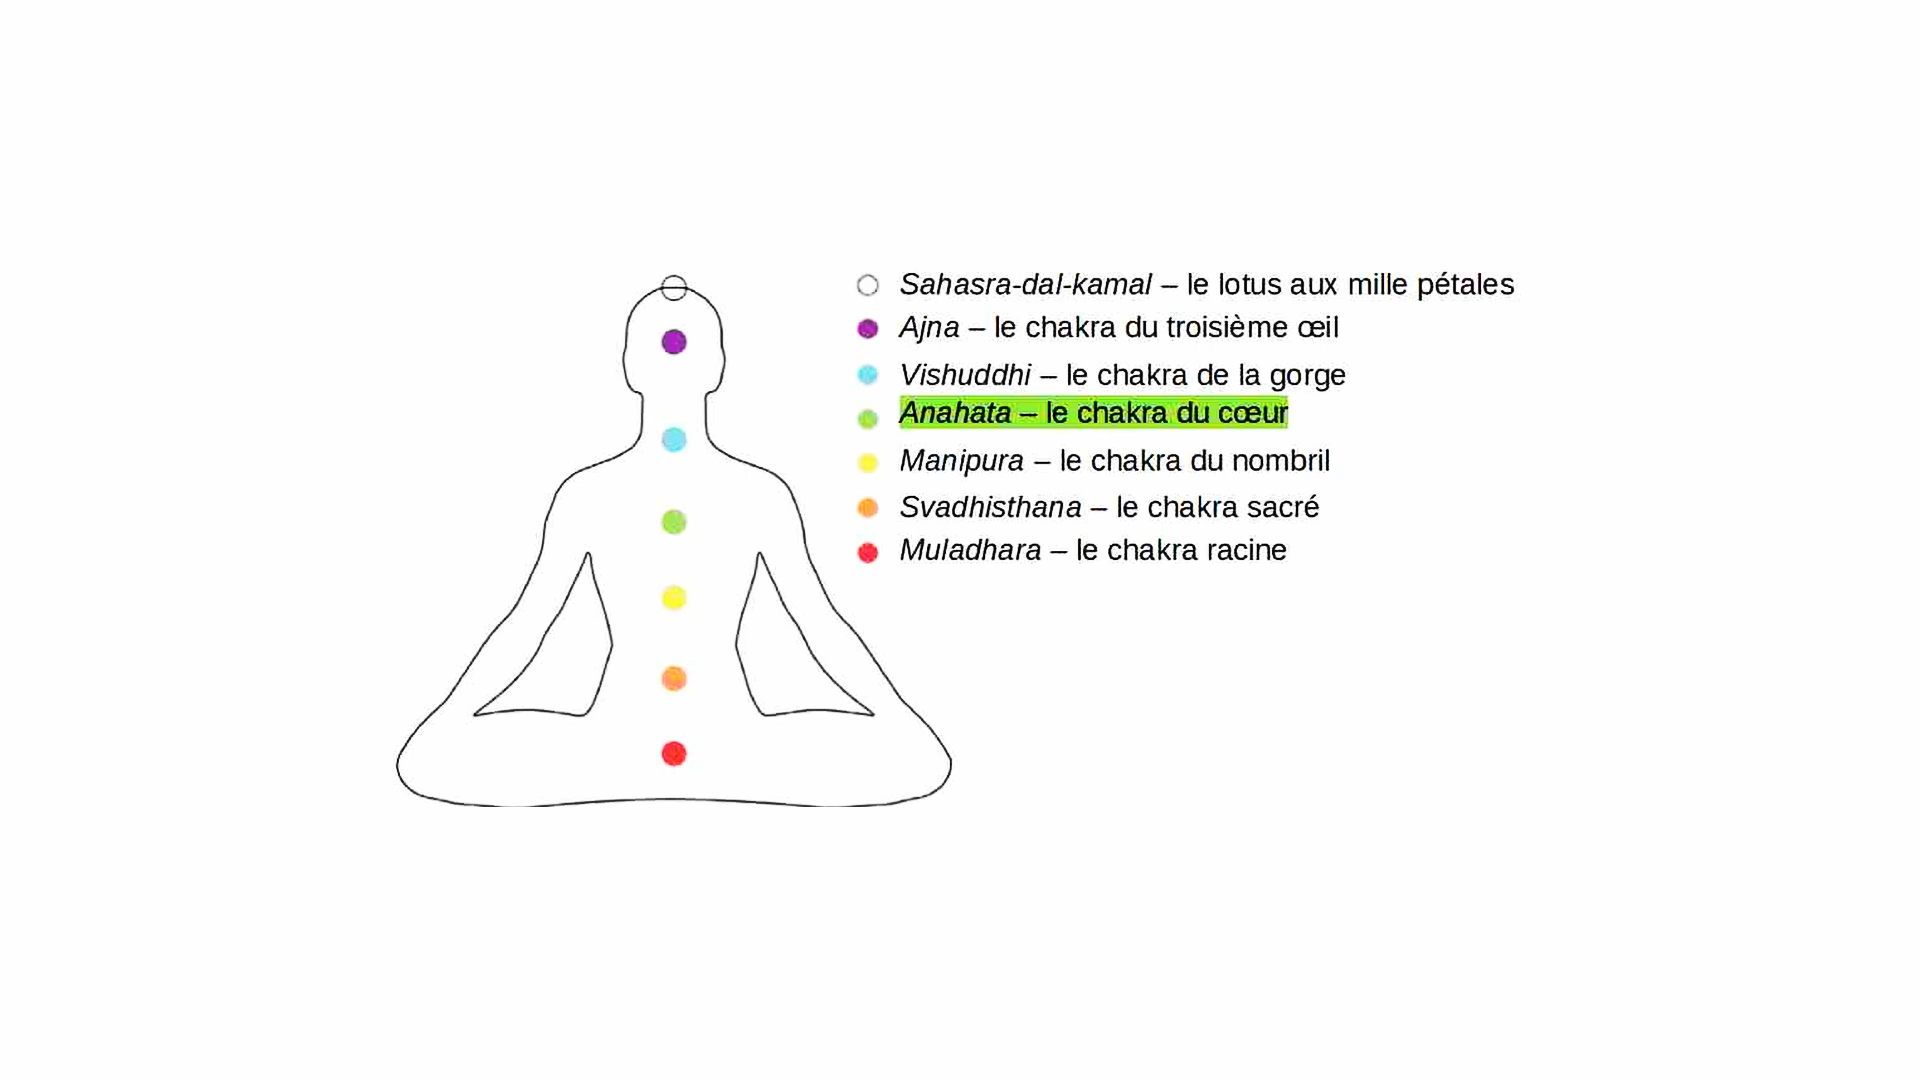 Sahasra-dal-kamal – le lotus aux mille pétales
Ajna – le chakra du troisième œil
Vishuddhi – le chakra de la gorge
Anahata – le chakra du cœur
Manipura – le chakra du nombril
Svadhisthana – le chakra sacré
Muladhara – le chakra racine